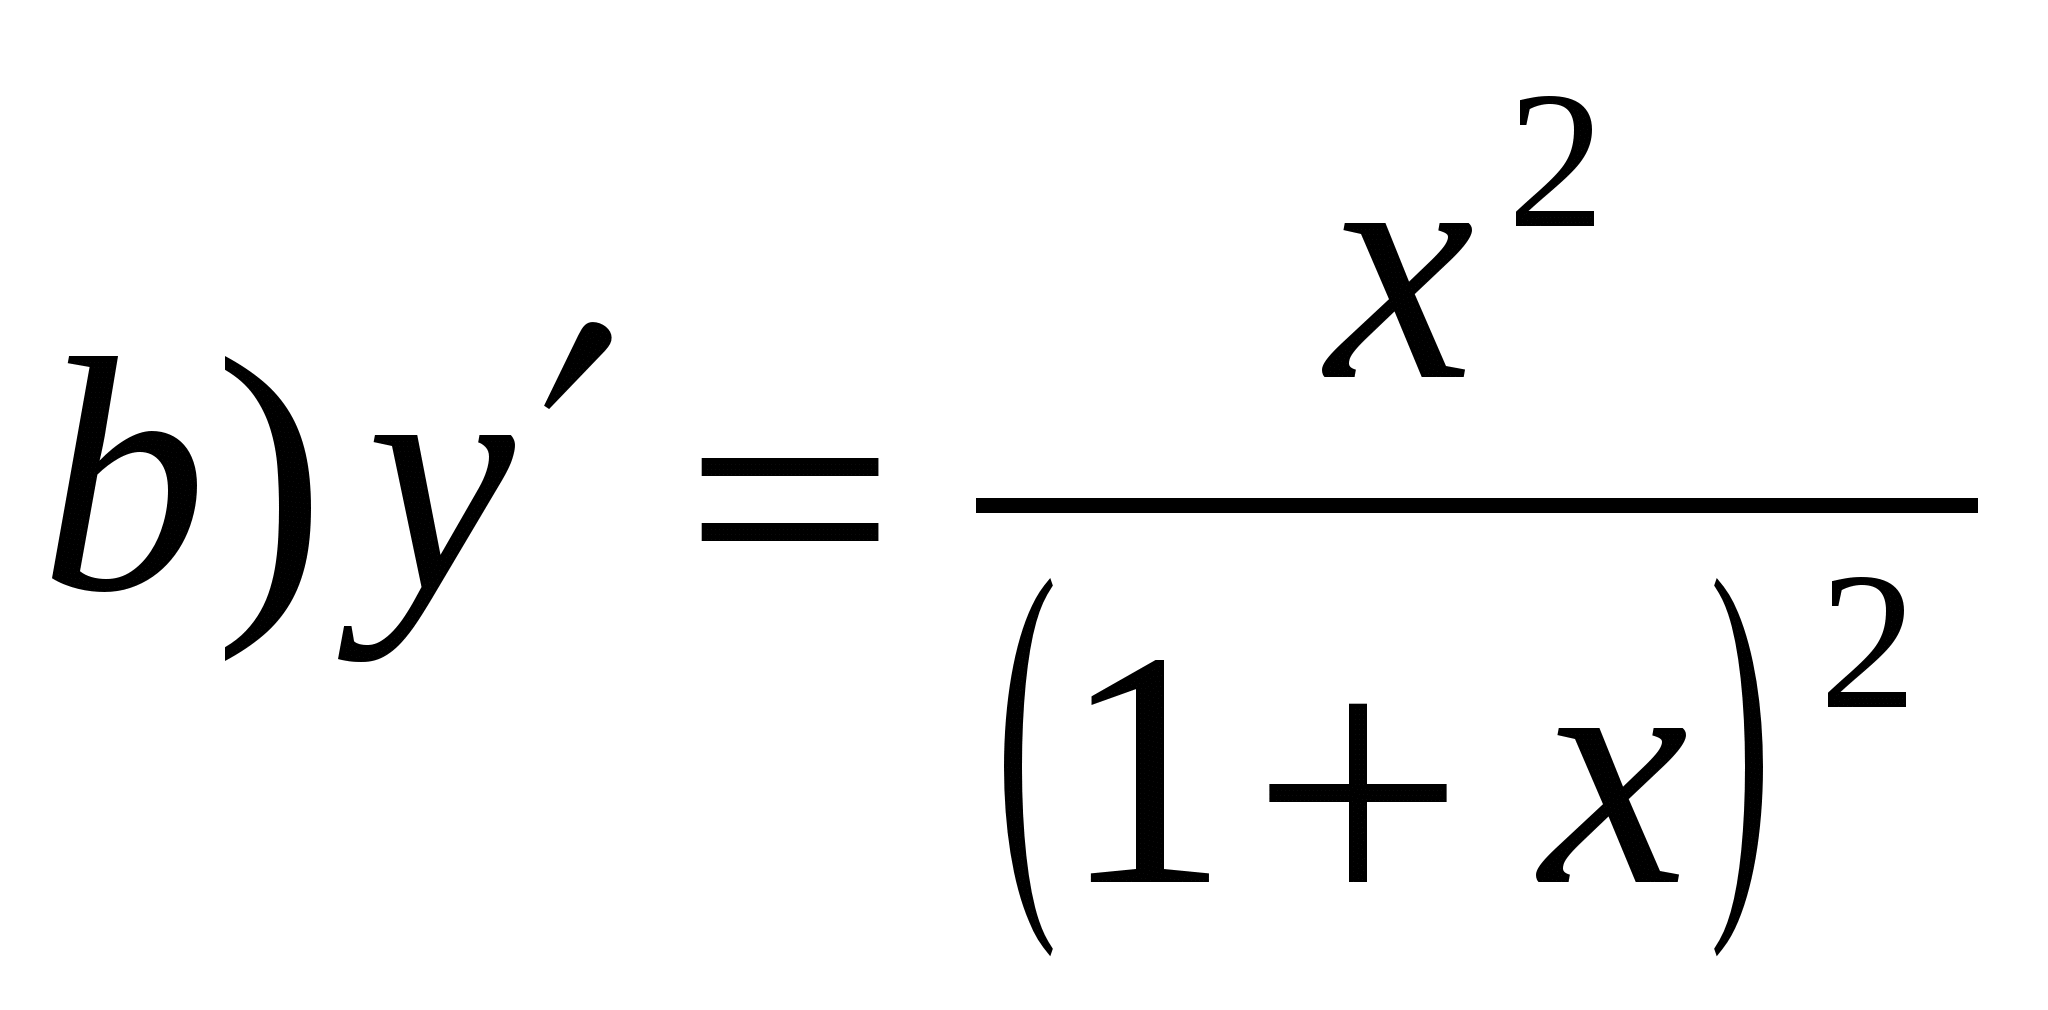 b) y′ = x² / (1 + x)²